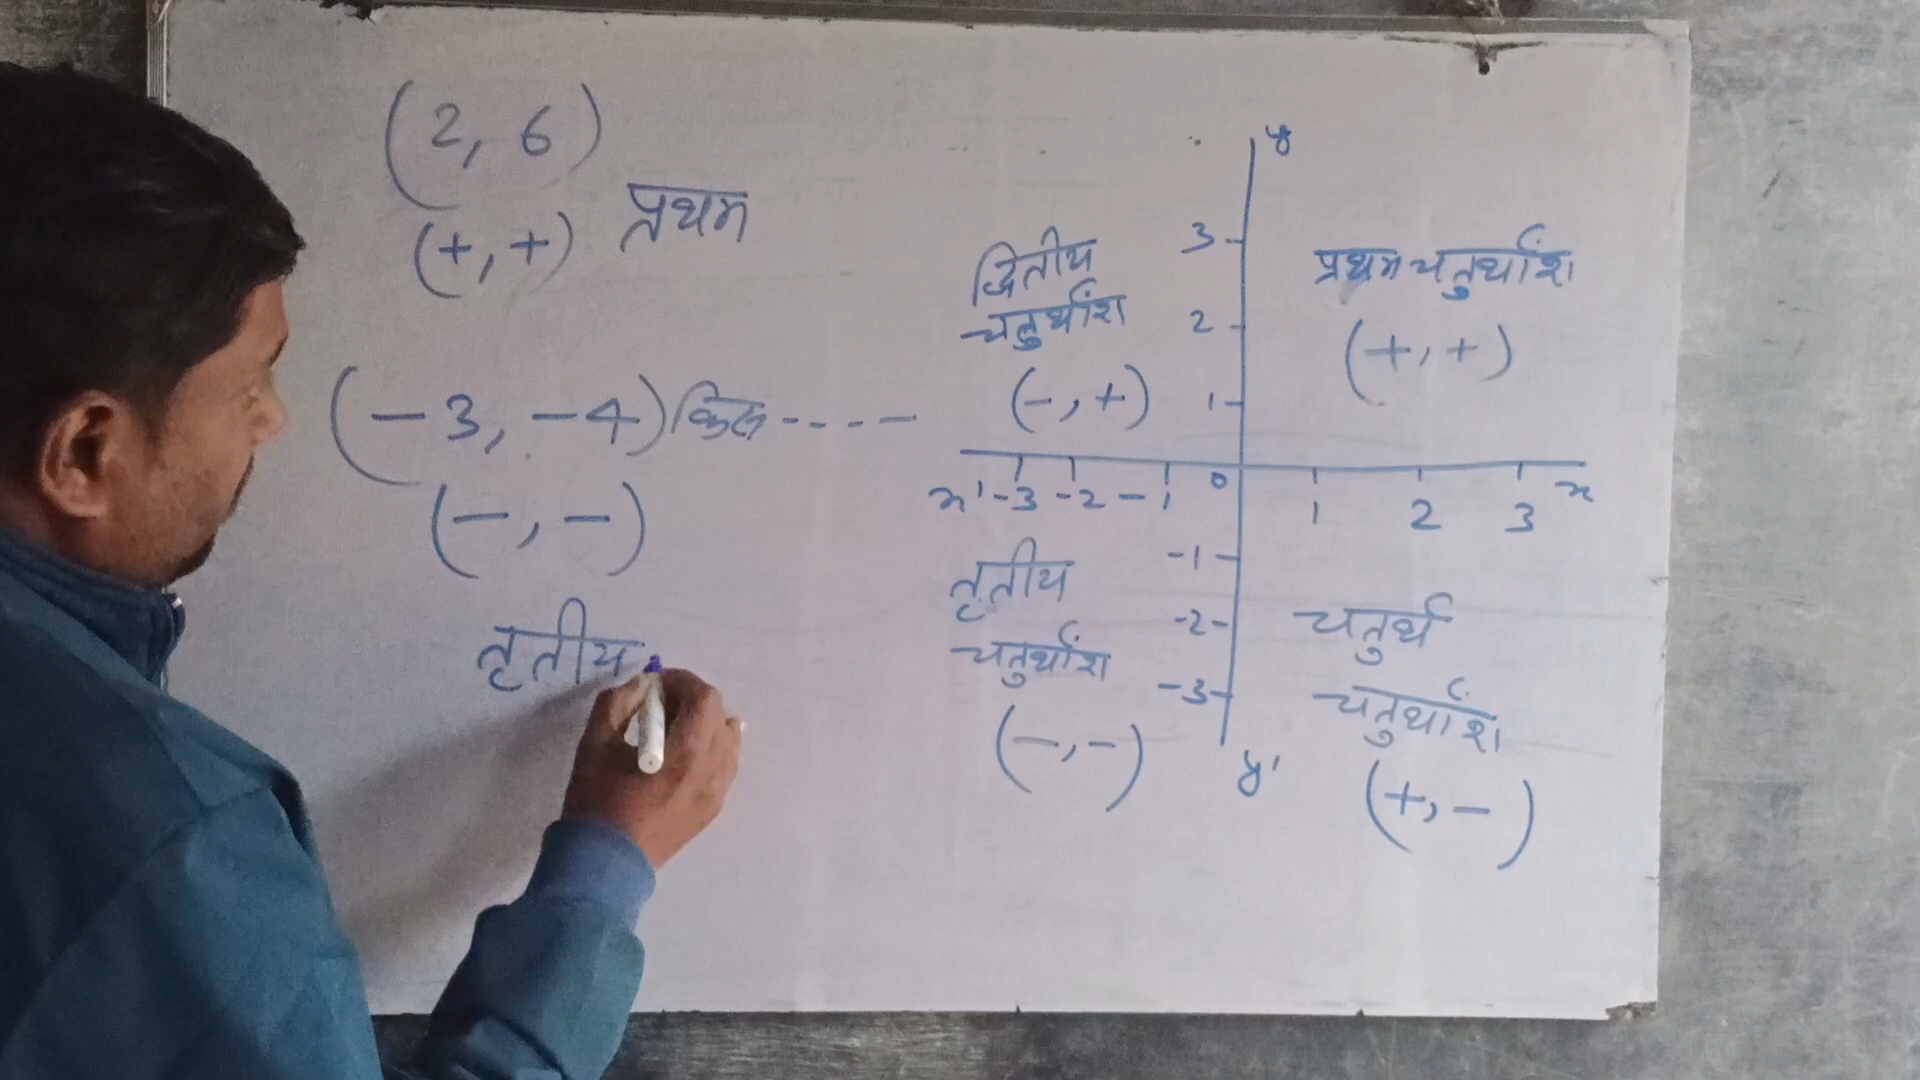 (2, 6)
(+, +) प्रथम
(-3, -4) किस----
(-, -)
तृतीय
y
3
2
1
द्वितीय
चतुर्थांश
(-, +)
प्रथम चतुर्थांश
(+, +)
x' -3 -2 -1 0 1 2 3 x
-1
-2
-3
y'
तृतीय
चतुर्थांश
(-, -)
चतुर्थ
चतुर्थांश
(+, -)